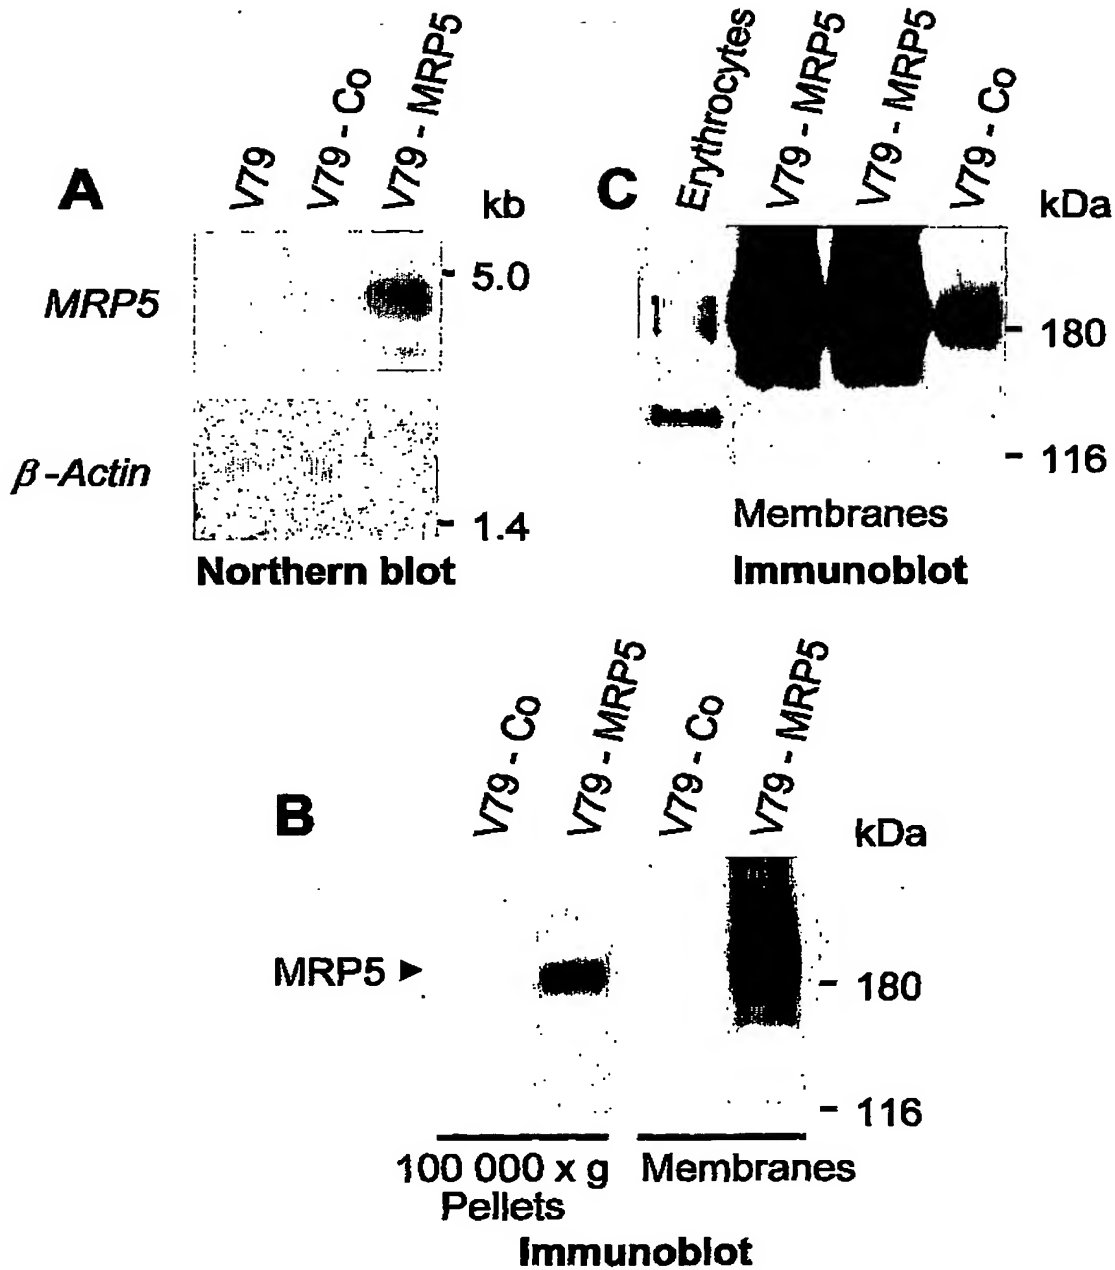 A
V79
V79 - Co
V79 - MRP5
kb
MRP5
5.0
β-Actin
1.4
Northern blot
C
Erythrocytes
V79 - MRP5
V79 - MRP5
V79 - Co
kDa
180
116
Membranes
Immunoblot
B
V79 - Co
V79 - MRP5
V79 - Co
V79 - MRP5
kDa
MRP5
180
116
100 000 x g
Pellets
Membranes
Immunoblot